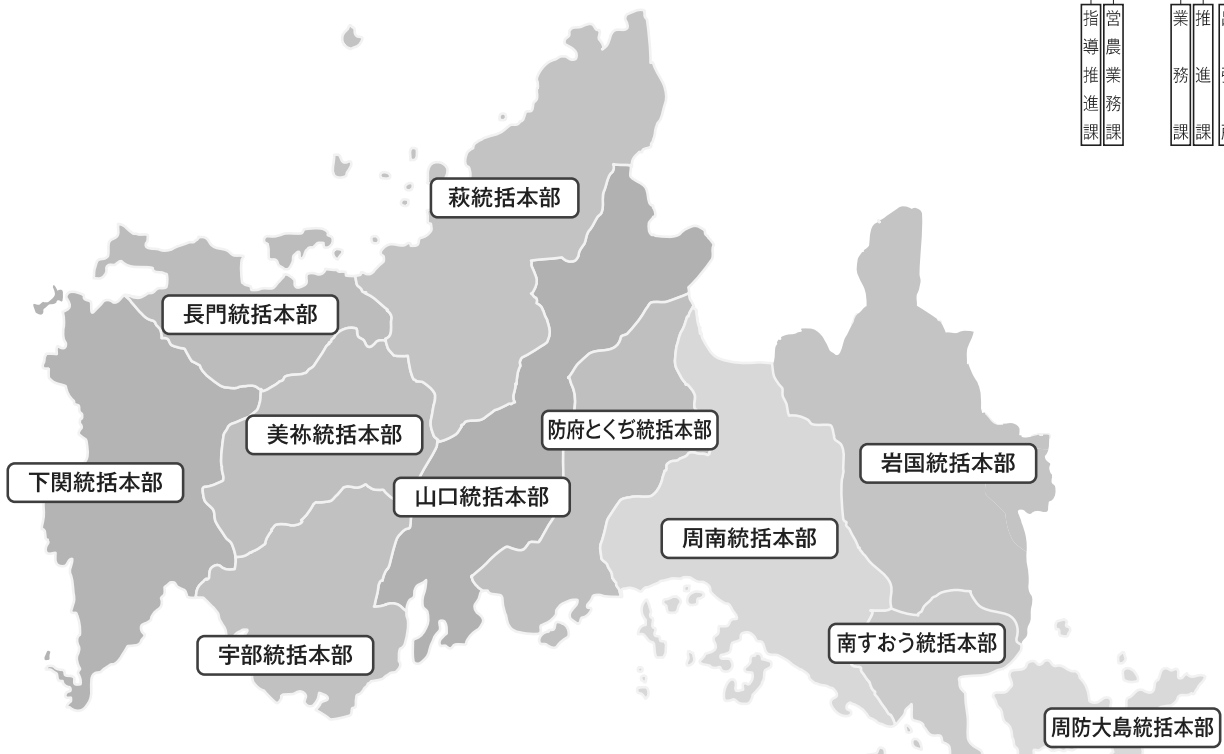 指導推進課
営農業務課
業務課
推進課
萩統括本部
長門統括本部
美祢統括本部
防府とくぢ統括本部
下関統括本部
岩国統括本部
山口統括本部
周南統括本部
南すおう統括本部
宇部統括本部
周防大島統括本部